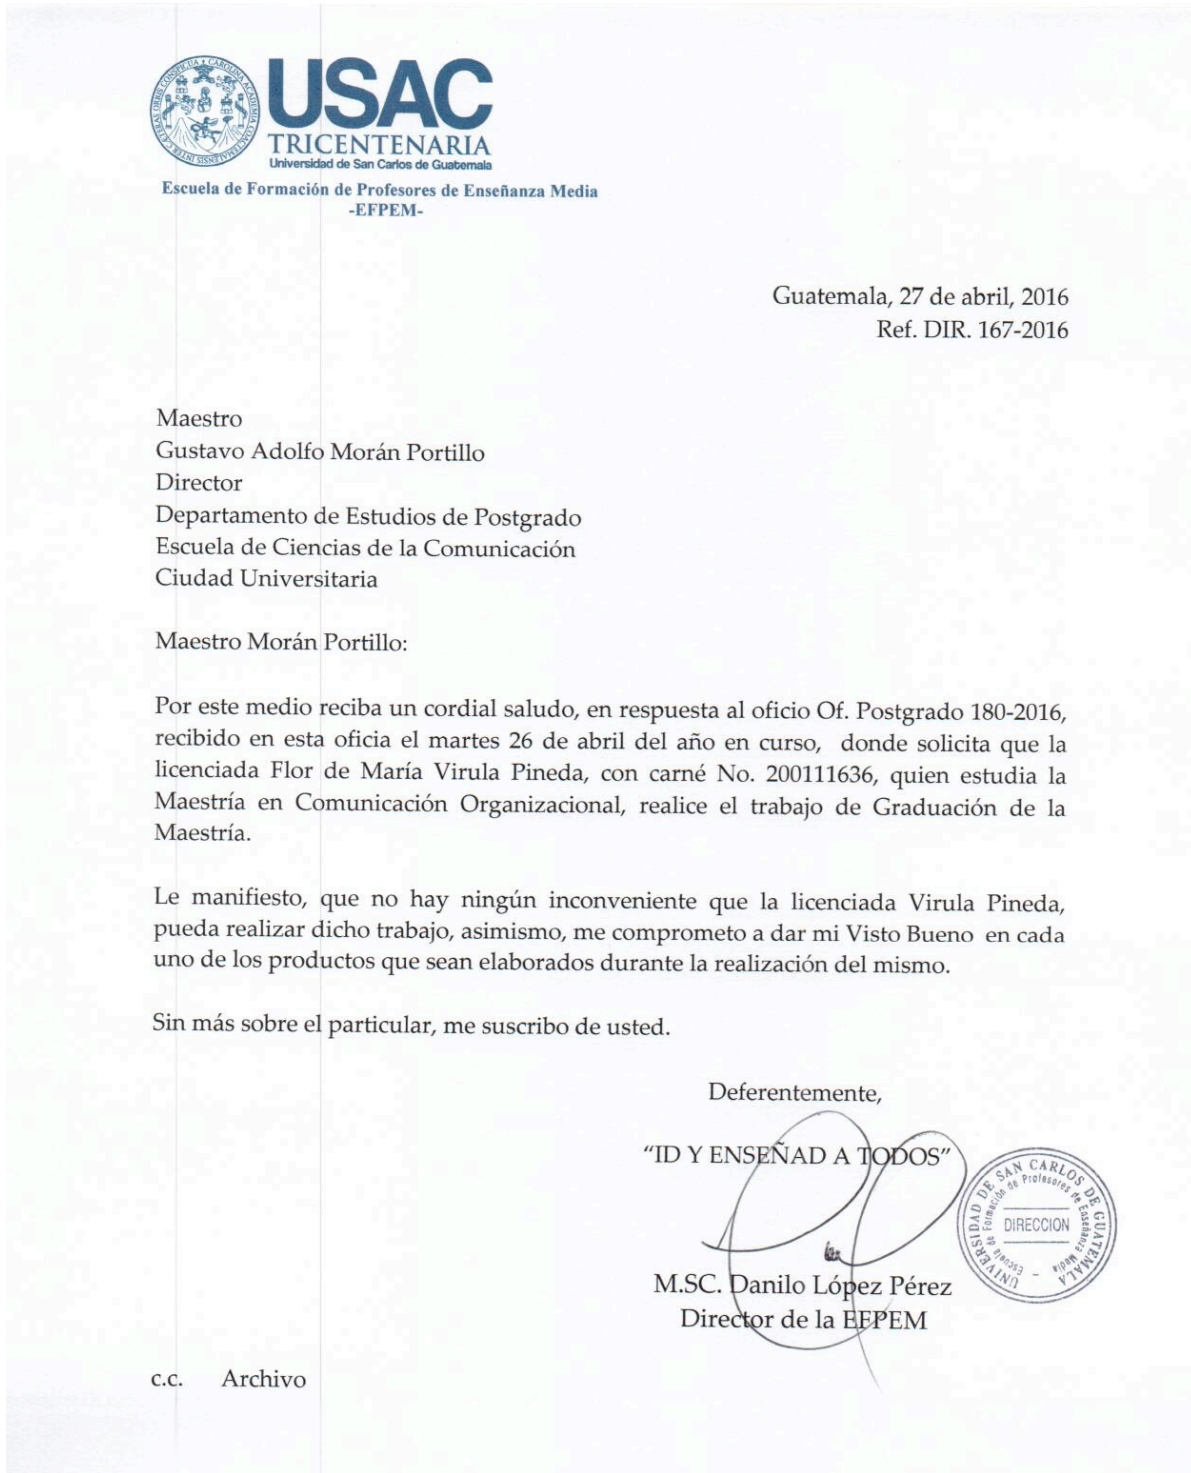 USAC
TRICENTENARIA
Universidad de San Carlos de Guatemala
Escuela de Formación de Profesores de Enseñanza Media
-EFPEM-
Guatemala, 27 de abril, 2016
Ref. DIR. 167-2016
Maestro
Gustavo Adolfo Morán Portillo
Director
Departamento de Estudios de Postgrado
Escuela de Ciencias de la Comunicación
Ciudad Universitaria
Maestro Morán Portillo:
Por este medio reciba un cordial saludo, en respuesta al oficio Of. Postgrado 180-2016,
recibido en esta oficia el martes 26 de abril del año en curso, donde solicita que la
licenciada Flor de María Virula Pineda, con carné No. 200111636, quien estudia la
Maestría en Comunicación Organizacional, realice el trabajo de Graduación de la
Maestría.
Le manifiesto, que no hay ningún inconveniente que la licenciada Virula Pineda,
pueda realizar dicho trabajo, asimismo, me comprometo a dar mi Visto Bueno en cada
uno de los productos que sean elaborados durante la realización del mismo.
Sin más sobre el particular, me suscribo de usted.
Deferentemente,
“ID Y ENSEÑAD A TODOS”
UNIVERSIDAD DE SAN CARLOS DE GUATEMALA
Escuela de Formación de Profesores de Enseñanza Media
DIRECCION
M.SC. Danilo López Pérez
Director de la EFPEM
c.c. Archivo